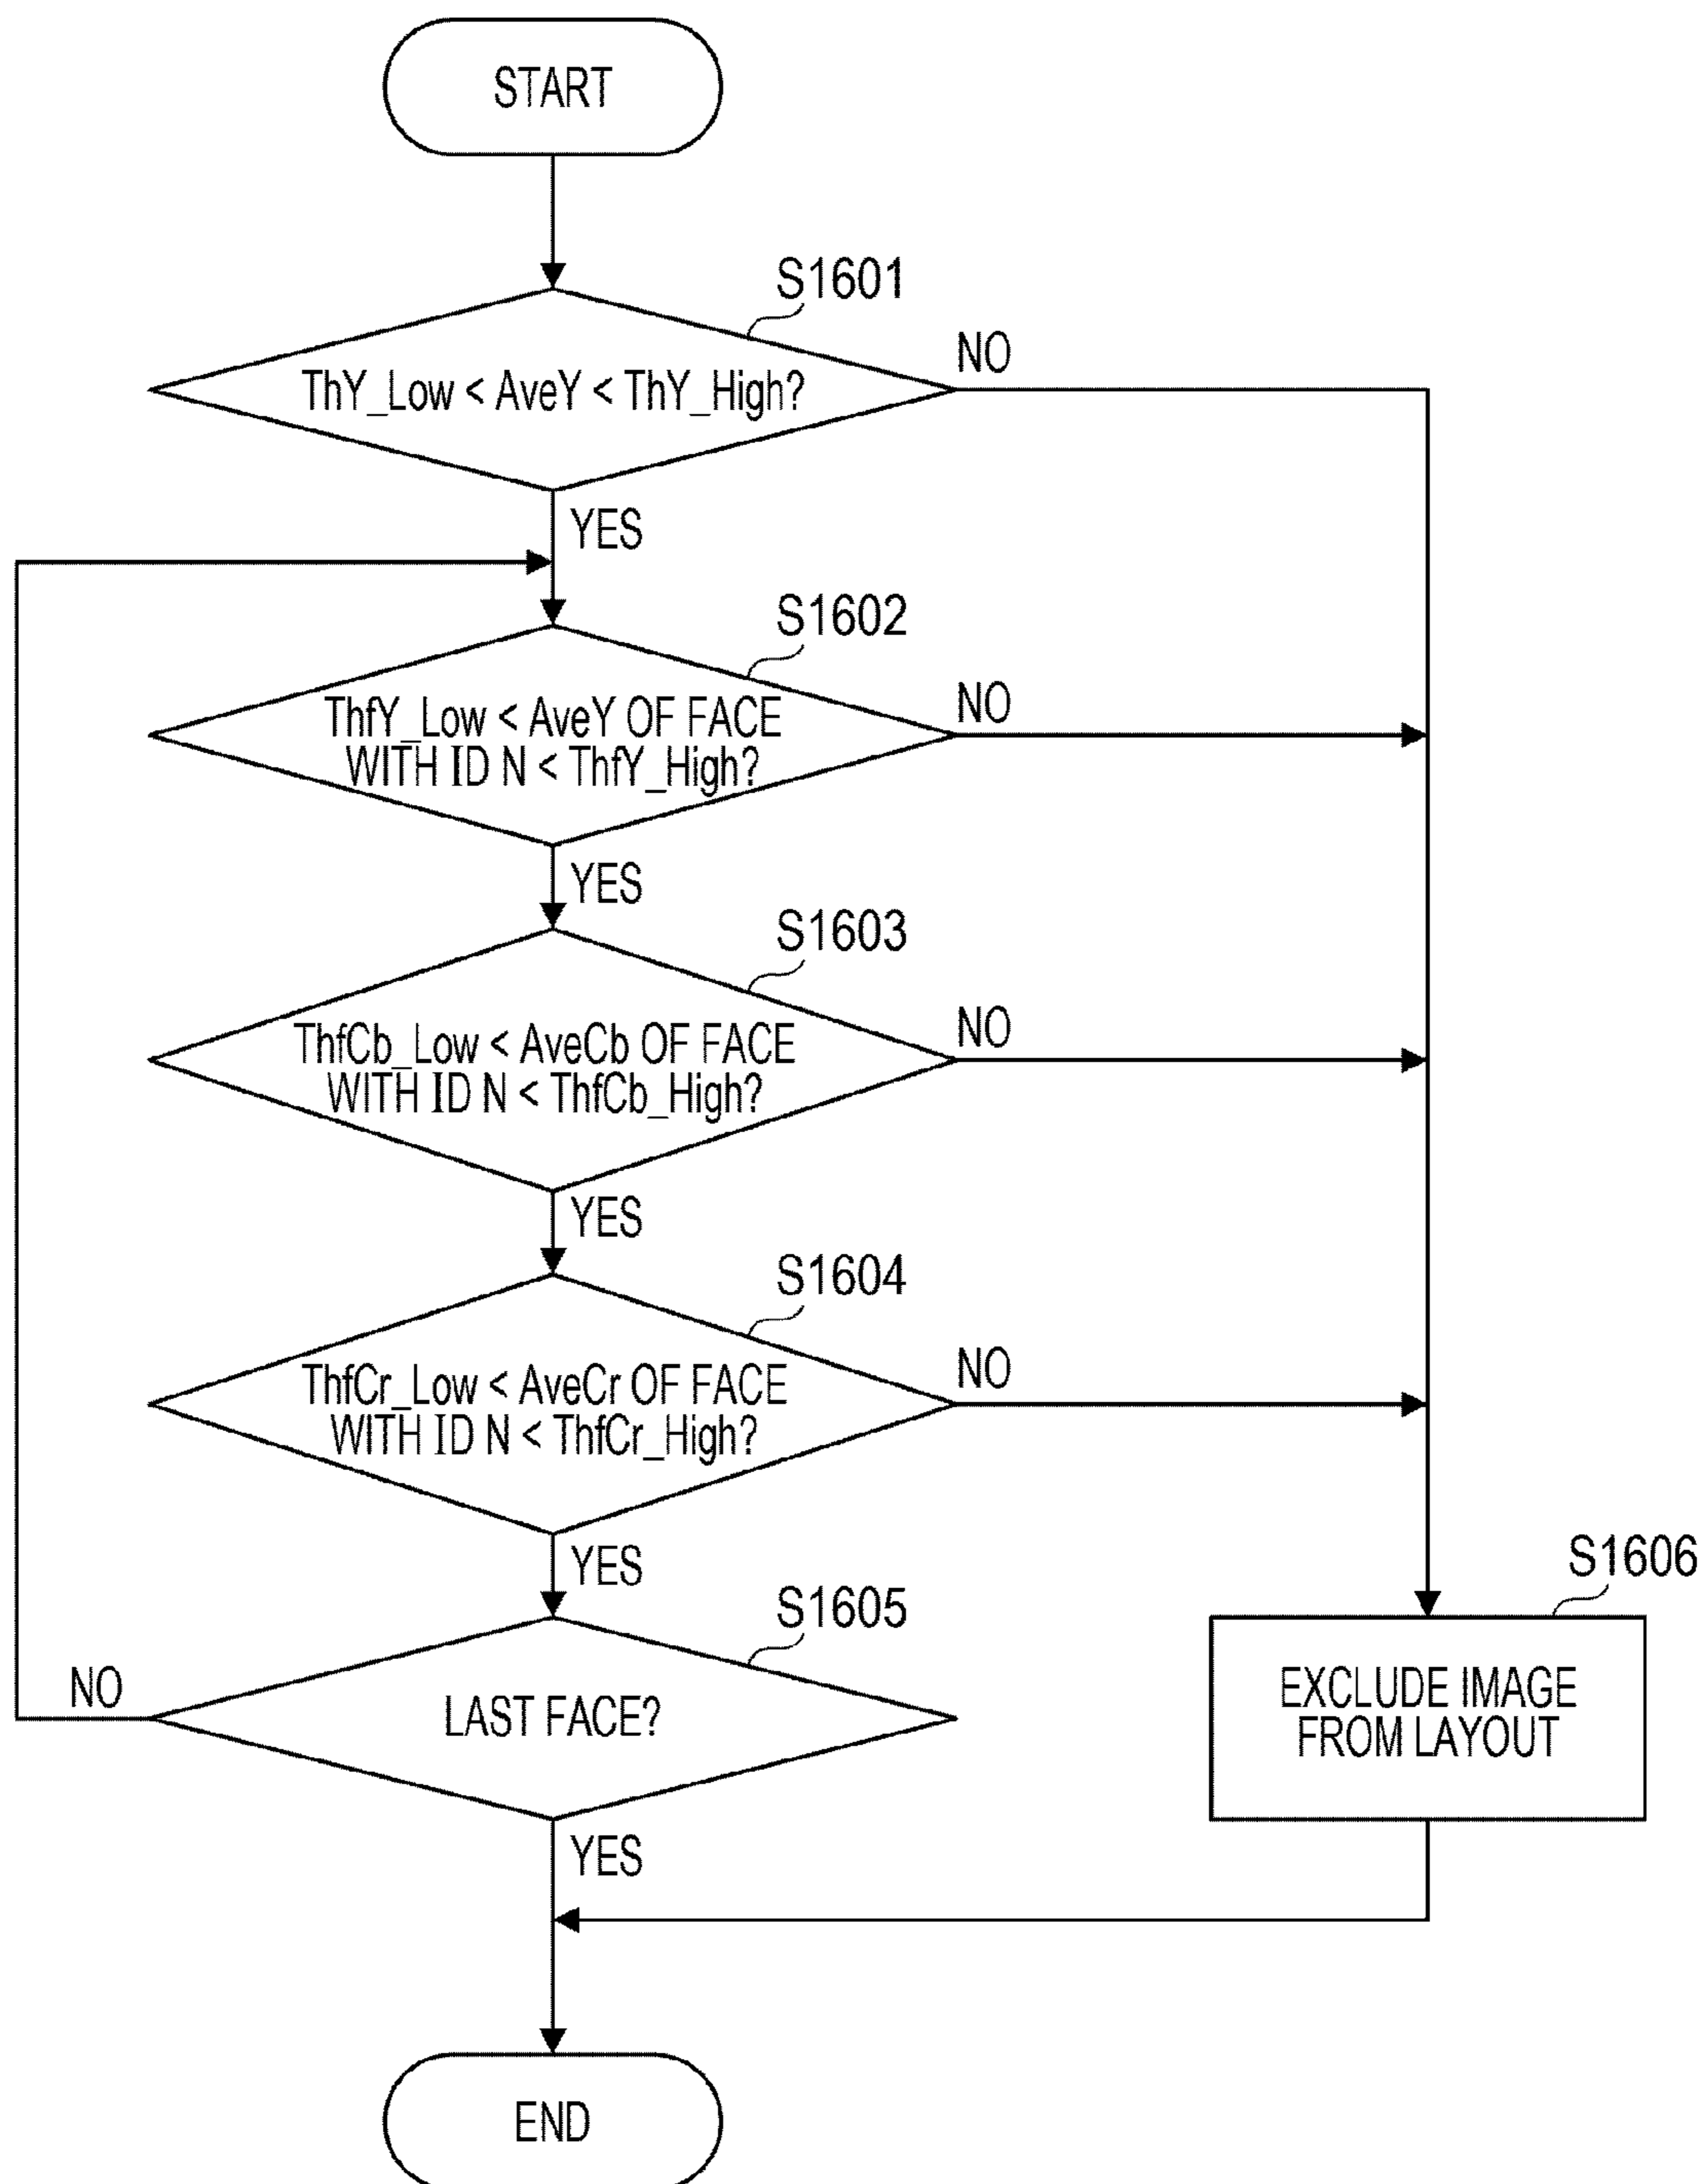 START
S1601
ThY_Low < AveY < ThY_High?
NO
YES
S1602
ThfY_Low < AveY OF FACE
WITH ID N < ThfY_High?
NO
YES
S1603
ThfCb_Low < AveCb OF FACE
WITH ID N < ThfCb_High?
NO
YES
S1604
ThfCr_Low < AveCr OF FACE
WITH ID N < ThfCr_High?
NO
YES
S1605
LAST FACE?
NO
YES
S1606
EXCLUDE IMAGE
FROM LAYOUT
END